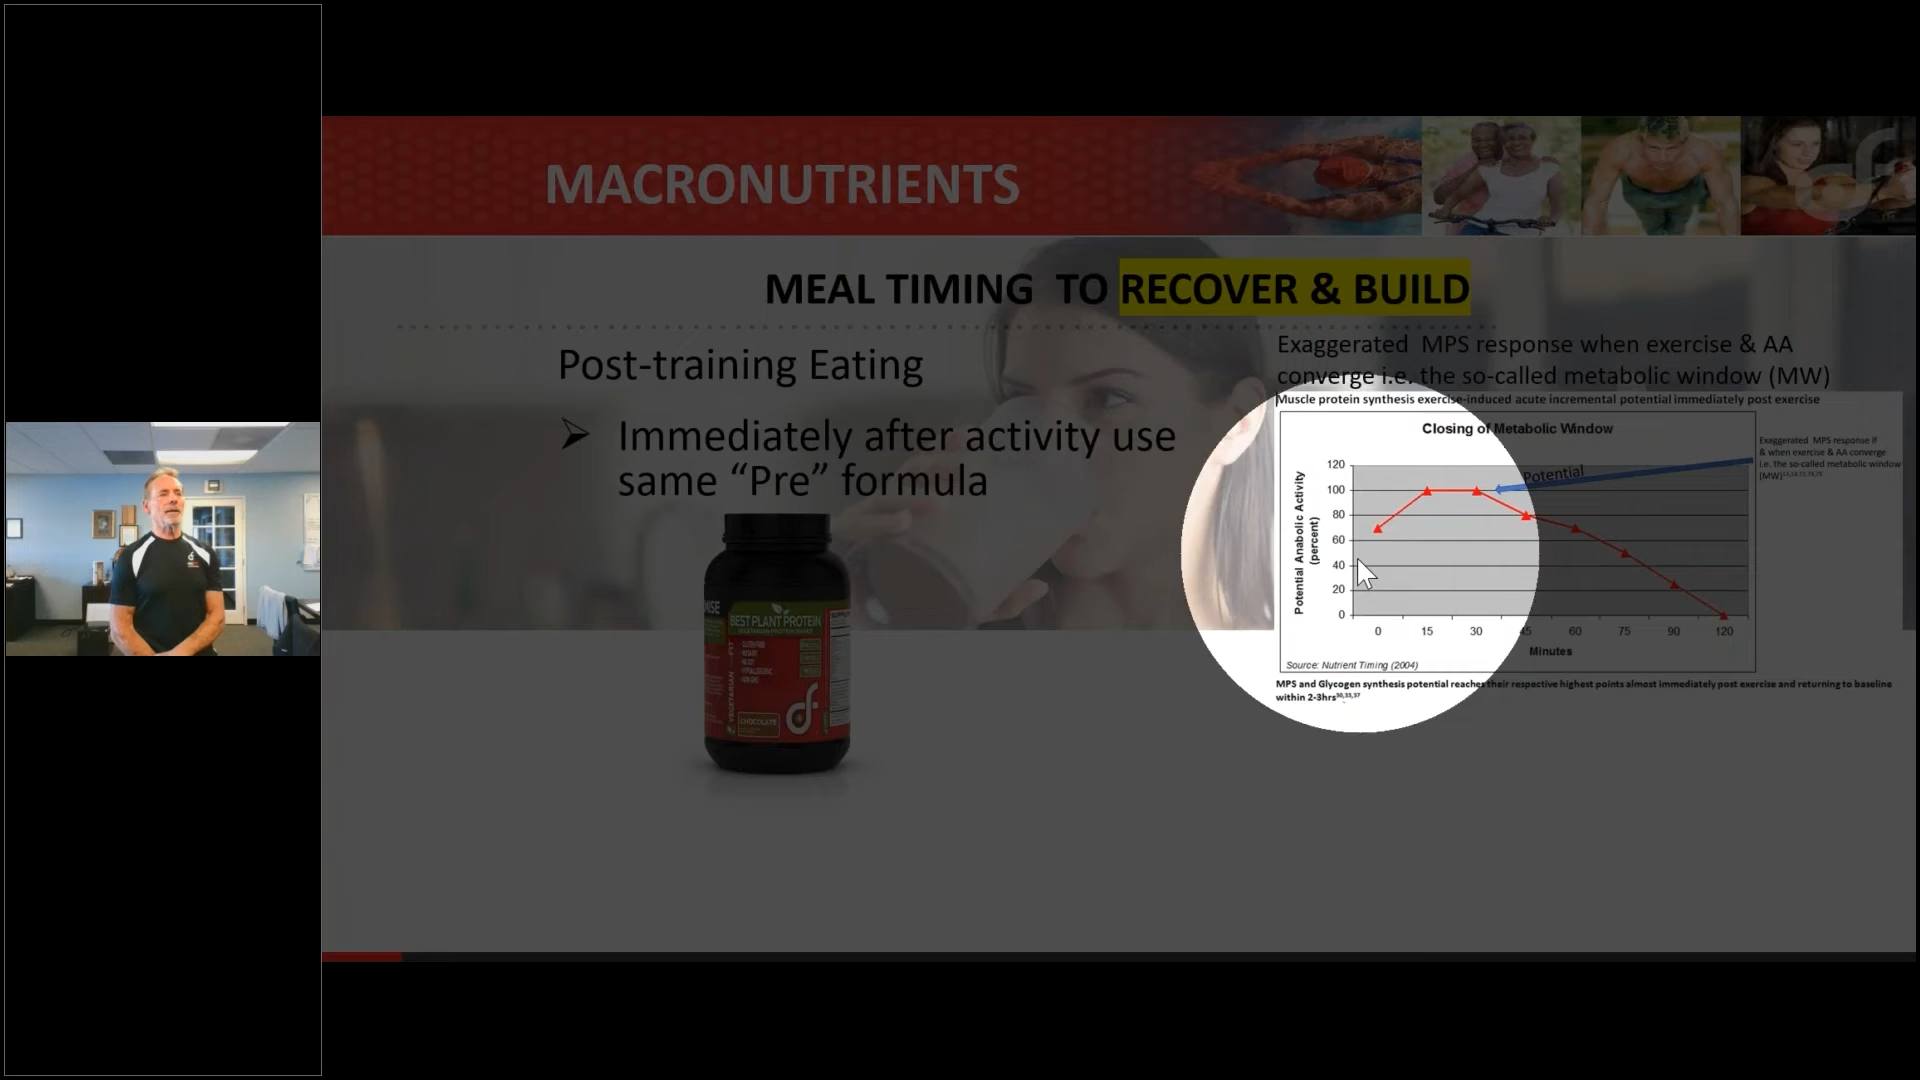 MACRONUTRIENTS
MEAL TIMING TO RECOVER & BUILD
Post-training Eating
➢ Immediately after activity use
same “Pre” formula
BEST PLANT PROTEIN
VEGETARIAN
CHOCOLATE
df
Exaggerated MPS response when exercise & AA
converge i.e. the so-called metabolic window (MW)
Muscle protein synthesis exercise-induced acute incremental potential immediately post exercise
Closing of Metabolic Window
Potential
Potential Anabolic Activity
(percent)
120
100
80
60
40
20
0
0 15 30 45 60 75 90 120
Minutes
Source: Nutrient Timing (2004)
Exaggerated MPS response if
& when exercise & AA converge
i.e. the so-called metabolic window
(MW)
MPS and Glycogen synthesis potential reaches their respective highest points almost immediately post exercise and returning to baseline
within 2-3hrs